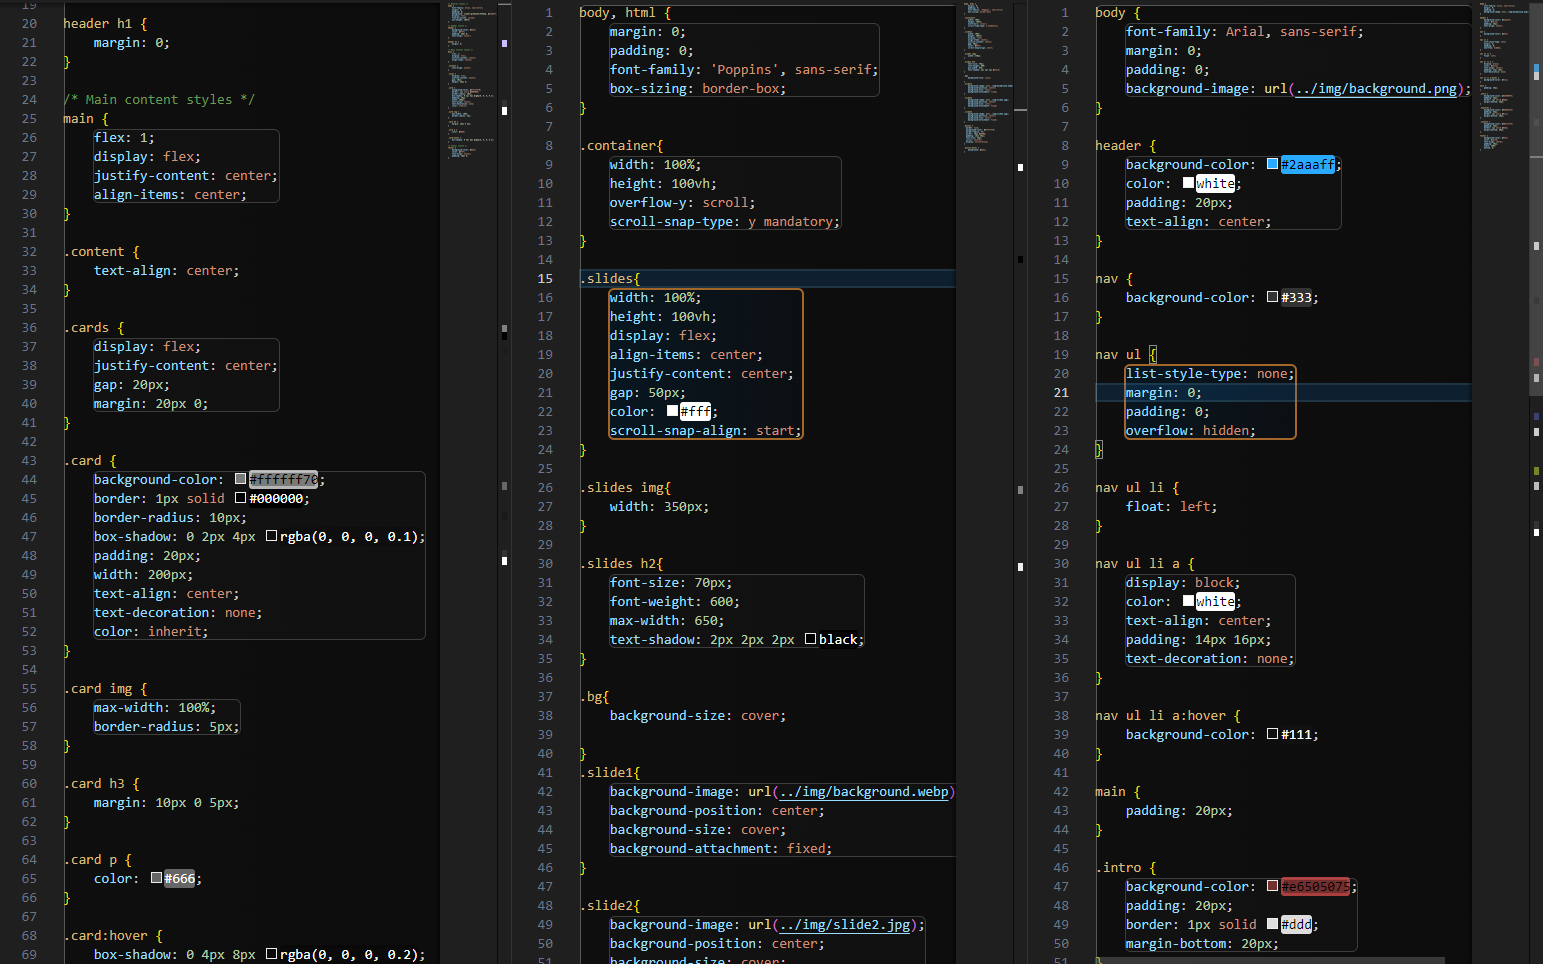 19
20 header h1 {
21 margin: 0;
22 }
23
24 /* Main content styles */
25 main {
26 flex: 1;
27 display: flex;
28 justify-content: center;
29 align-items: center;
30 }
31
32 .content {
33 text-align: center;
34 }
35
36 .cards {
37 display: flex;
38 justify-content: center;
39 gap: 20px;
40 margin: 20px 0;
41 }
42
43 .card {
44 background-color: #ffffff70;
45 border: 1px solid #000000;
46 border-radius: 10px;
47 box-shadow: 0 2px 4px rgba(0, 0, 0, 0.1);
48 padding: 20px;
49 width: 200px;
50 text-align: center;
51 text-decoration: none;
52 color: inherit;
53 }
54
55 .card img {
56 max-width: 100%;
57 border-radius: 5px;
58 }
59
60 .card h3 {
61 margin: 10px 0 5px;
62 }
63
64 .card p {
65 color: #666;
66 }
67
68 .card:hover {
69 box-shadow: 0 4px 8px rgba(0, 0, 0, 0.2);
1 body, html {
2 margin: 0;
3 padding: 0;
4 font-family: 'Poppins', sans-serif;
5 box-sizing: border-box;
6 }
7
8 .container{
9 width: 100%;
10 height: 100vh;
11 overflow-y: scroll;
12 scroll-snap-type: y mandatory;
13 }
14
15 .slides{
16 width: 100%;
17 height: 100vh;
18 display: flex;
19 align-items: center;
20 justify-content: center;
21 gap: 50px;
22 color: #fff;
23 scroll-snap-align: start;
24 }
25
26 .slides img{
27 width: 350px;
28 }
29
30 .slides h2{
31 font-size: 70px;
32 font-weight: 600;
33 max-width: 650;
34 text-shadow: 2px 2px 2px black;
35 }
36
37 .bg{
38 background-size: cover;
39
40 }
41 .slide1{
42 background-image: url(../img/background.webp)
43 background-position: center;
44 background-size: cover;
45 background-attachment: fixed;
46 }
47
48 .slide2{
49 background-image: url(../img/slide2.jpg);
50 background-position: center;
51 background-size: cover;
1 body {
2 font-family: Arial, sans-serif;
3 margin: 0;
4 padding: 0;
5 background-image: url(../img/background.png);
6 }
7
8 header {
9 background-color: #2aaaff;
10 color: white;
11 padding: 20px;
12 text-align: center;
13 }
14
15 nav {
16 background-color: #333;
17 }
18
19 nav ul {
20 list-style-type: none;
21 margin: 0;
22 padding: 0;
23 overflow: hidden;
24 }
25
26 nav ul li {
27 float: left;
28 }
29
30 nav ul li a {
31 display: block;
32 color: white;
33 text-align: center;
34 padding: 14px 16px;
35 text-decoration: none;
36 }
37
38 nav ul li a:hover {
39 background-color: #111;
40 }
41
42 main {
43 padding: 20px;
44 }
45
46 .intro {
47 background-color: #e6505075;
48 padding: 20px;
49 border: 1px solid #ddd;
50 margin-bottom: 20px;
51 }